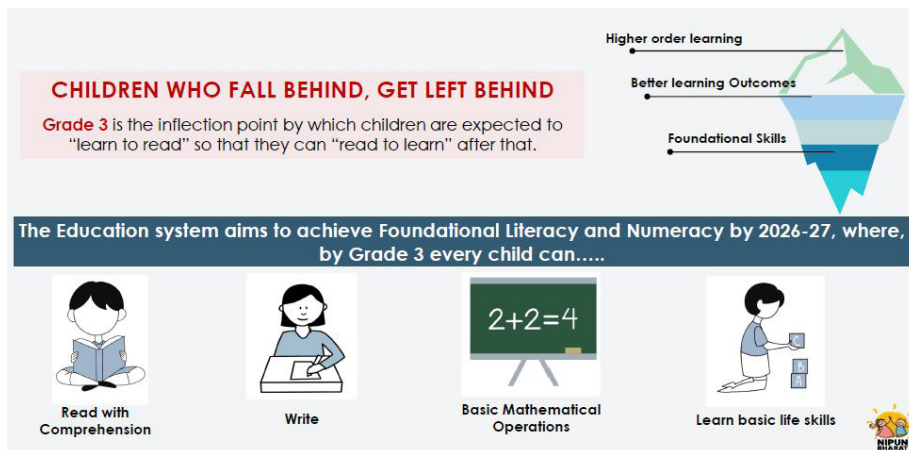 Higher order learning
Better learning Outcomes
Foundational Skills
CHILDREN WHO FALL BEHIND, GET LEFT BEHIND
Grade 3 is the inflection point by which children are expected to
“learn to read” so that they can “read to learn” after that.
The Education system aims to achieve Foundational Literacy and Numeracy by 2026-27, where,
by Grade 3 every child can.....
2+2=4
C
B
A
Read with
Comprehension
Write
Basic Mathematical
Operations
Learn basic life skills
NIPUN
BHARAT